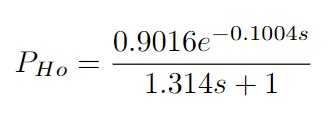 P_{Ho} = \frac{0.9016e^{-0.1004s}}{1.314s + 1}